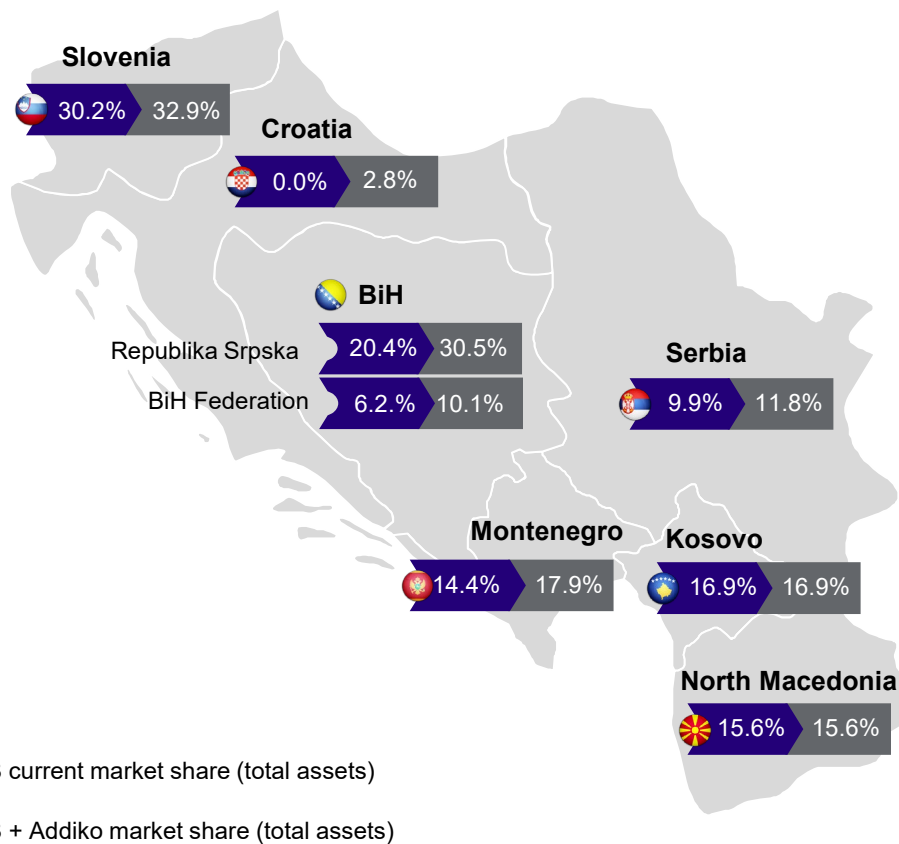 Slovenia
30.2% 32.9%
Croatia
0.0% 2.8%
BiH
Republika Srpska 20.4% 30.5%
BiH Federation 6.2.% 10.1%
Serbia
9.9% 11.8%
Montenegro
14.4% 17.9%
Kosovo
16.9% 16.9%
North Macedonia
15.6% 15.6%
current market share (total assets)
+ Addiko market share (total assets)